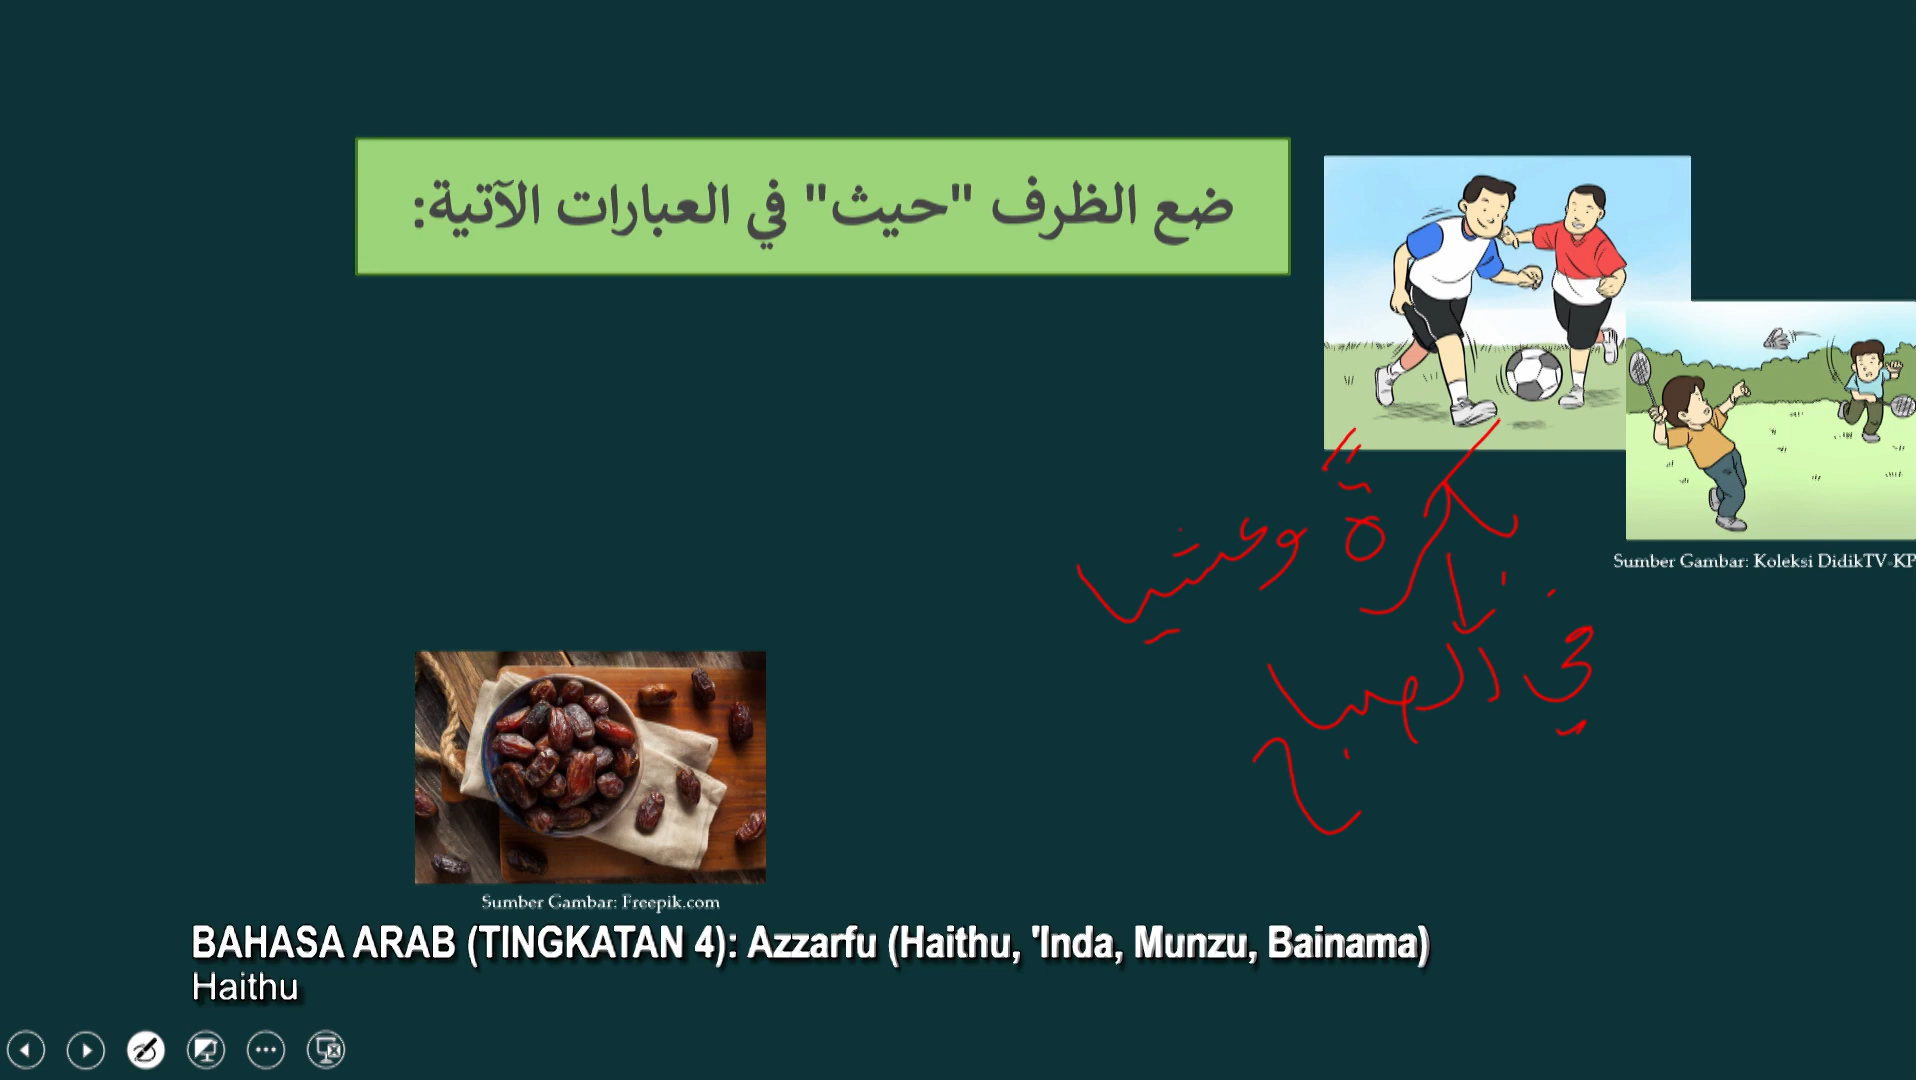 ضع الظرف "حيث" في العبارات الآتية:
بكرة وعشيا
في الصباح
Sumber Gambar: Koleksi DidikTV KP
Sumber Gambar: Freepik.com
BAHASA ARAB (TINGKATAN 4): Azzarfu (Haithu, 'Inda, Munzu, Bainama)
Haithu